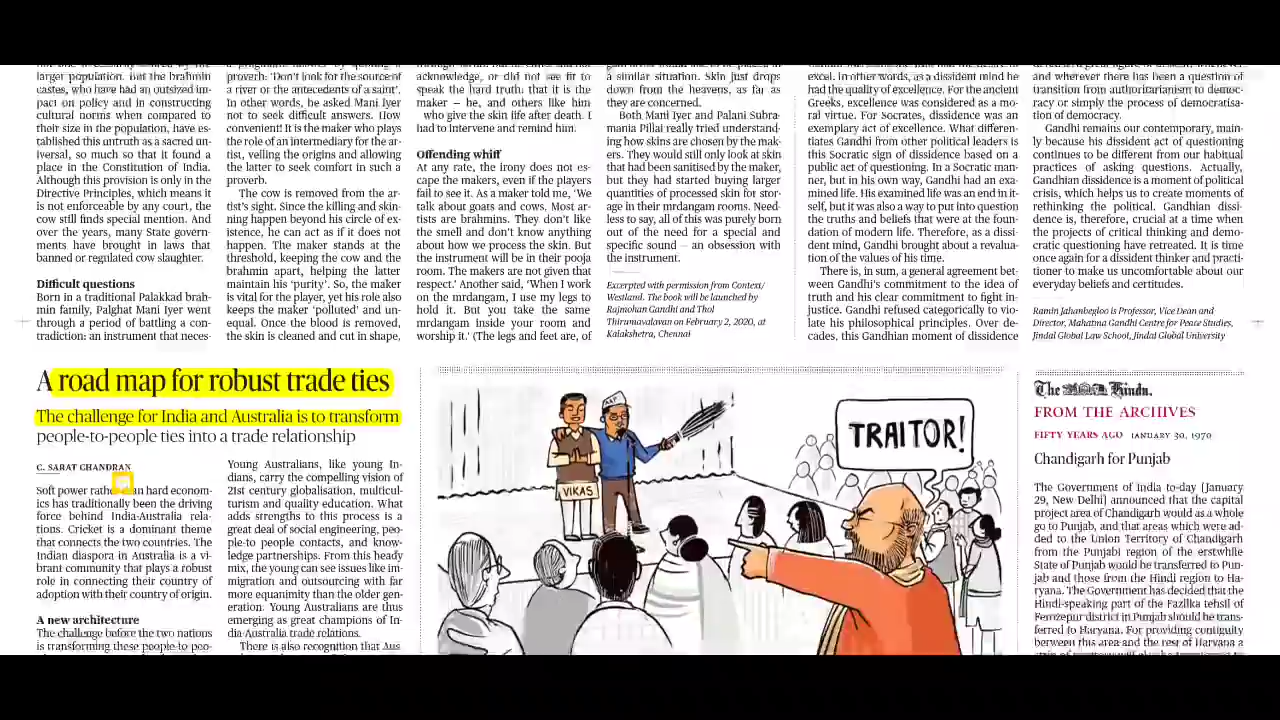 larger population. But the brahmin
castes, who have had an outsized im-
pact on policy and in constructing
cultural norms when compared to
their size in the population, have es-
tablished this untruth as a sacred un-
iversal, so much so that it found a
place in the Constitution of India.
Although this provision is only in the
Directive Principles, which means it
is not enforceable by any court, the
cow still finds special mention. And
over the years, many State govern-
ments have brought in laws that
banned or regulated cow slaughter.
Difficult questions
Born in a traditional Palakkad brah-
min family, Palghat Mani Iyer went
through a period of battling a con-
tradiction: an instrument that neces-
proverb: 'Don't look for the source of
a river or the antecedents of a saint'.
In other words, he asked Mani Iyer
not to seek difficult answers. How
convenient! It is the maker who plays
the role of an intermediary for the ar-
tist, veiling the origins and allowing
the latter to seek comfort in such a
proverb.
The cow is removed from the ar-
tist's sight. Since the killing and skin-
ning happen beyond his circle of ex-
istence, he can act as if it does not
happen. The maker stands at the
threshold, keeping the cow and the
brahmin apart, helping the latter
maintain his 'purity'. So, the maker
is vital for the player, yet his role also
keeps the maker 'polluted' and un-
equal. Once the blood is removed,
the skin is cleaned and cut in shape,
acknowledge, or did not see fit to
speak the hard truth: that it is the
maker — he, and others like him
who give the skin life after death. I
had to intervene and remind him.
Offending whiff
At any rate, the irony does not es-
cape the makers, even if the players
fail to see it. As a maker told me, 'We
talk about goats and cows. Most ar-
tists are brahmins. They don't like
the smell and don't know anything
about how we process the skin. But
the instrument will be in their pooja
room. The makers are not given that
respect.' Another said, 'When I work
on the mrdangam, I use my legs to
hold it. But you take the same
mrdangam inside your room and
worship it.' (The legs and feet are, of
a similar situation. Skin just drops
down from the heavens, as far as
they are concerned.
Both Mani Iyer and Palani Subra-
mania Pillai really tried understand-
ing how skins are chosen by the mak-
ers. They would still only look at skin
that had been sanitised by the maker,
but they had started buying larger
quantities of processed skin for stor-
age in their mrdangam rooms. Need-
less to say, all of this was purely born
out of the need for a special and
specific sound — an obsession with
the instrument.
Excerpted with permission from Context/
Westland. The book will be launched by
Rajmohan Gandhi and Thol
Thirumavalavan on February 2, 2020, at
Kalakshetra, Chennai
excel. In other words, as a dissident mind he
had the quality of excellence. For the ancient
Greeks, excellence was considered as a mo-
ral virtue. For Socrates, dissidence was an
exemplary act of excellence. What differen-
tiates Gandhi from other political leaders is
this Socratic sign of dissidence based on a
public act of excellence. In a Socratic man-
ner, but in his own way, Gandhi had an exa-
mined life. His examined life was an end in it-
self, but it was also a way to put into question
the truths and beliefs that were at the foun-
dation of modern life. Therefore, as a dissi-
dent mind, Gandhi brought about a revalua-
tion of the values of his time.
There is, in sum, a general agreement bet-
ween Gandhi's commitment to the idea of
truth and his clear commitment to fight in-
justice. Gandhi refused categorically to vio-
late his philosophical principles. Over de-
cades, this Gandhian moment of dissidence
and wherever there has been a question of
transition from authoritarianism to democ-
racy or simply the process of democratisa-
tion of democracy.
Gandhi remains our contemporary, main-
ly because his dissident act of questioning
continues to be different from our habitual
practices of asking questions. Actually,
Gandhian dissidence is a moment of political
crisis, which helps us to create moments of
rethinking the political. Gandhian dissi-
dence is, therefore, crucial at a time when
the projects of critical thinking and demo-
cratic questioning have retreated. It is time
once again for a dissident thinker and practi-
tioner to make us uncomfortable about our
everyday beliefs and certitudes.
Ramin Jahanbegloo is Professor, Vice Dean and
Director, Mahatma Gandhi Centre for Peace Studies,
Jindal Global Law School, Jindal Global University
A road map for robust trade ties
The challenge for India and Australia is to transform
people-to-people ties into a trade relationship
C. SARAT CHANDRAN
Soft power rather than hard econom-
ics has traditionally been the driving
force behind India-Australia rela-
tions. Cricket is a dominant theme
that connects the two countries. The
Indian diaspora in Australia is a vi-
brant community that plays a robust
role in connecting their country of
adoption with their country of origin.
A new architecture
The challenge before the two nations
is transforming these people-to-peo-
Young Australians, like young In-
dians, carry the compelling vision of
21st century globalisation, multicul-
turism and quality education. What
adds strengths to this process is a
great deal of social engineering, peo-
ple-to people contacts, and know-
ledge partnerships. From this heady
mix, the young can see issues like im-
migration and outsourcing with far
more equanimity than the older gen-
eration. Young Australians are thus
emerging as great champions of In-
dia-Australia trade relations.
There is also recognition that Aus-
AAP
VIKAS
TRAITOR!
The Hindu.
FROM THE ARCHIVES
FIFTY YEARS AGO JANUARY 30, 1970
Chandigarh for Punjab
The Government of India to-day (January
29, New Delhi) announced that the capital
project area of Chandigarh would as a whole
go to Punjab, and that areas which were ad-
ded to the Union Territory of Chandigarh
from the Punjabi region of the erstwhile
State of Punjab would be transferred to Pun-
jab and those from the Hindi region to Ha-
ryana. The Government has decided that the
Hindi-speaking part of the Fazilka tehsil of
Ferozepur district in Punjab should be trans-
ferred to Haryana. For providing contiguity
between this area and the rest of Haryana a